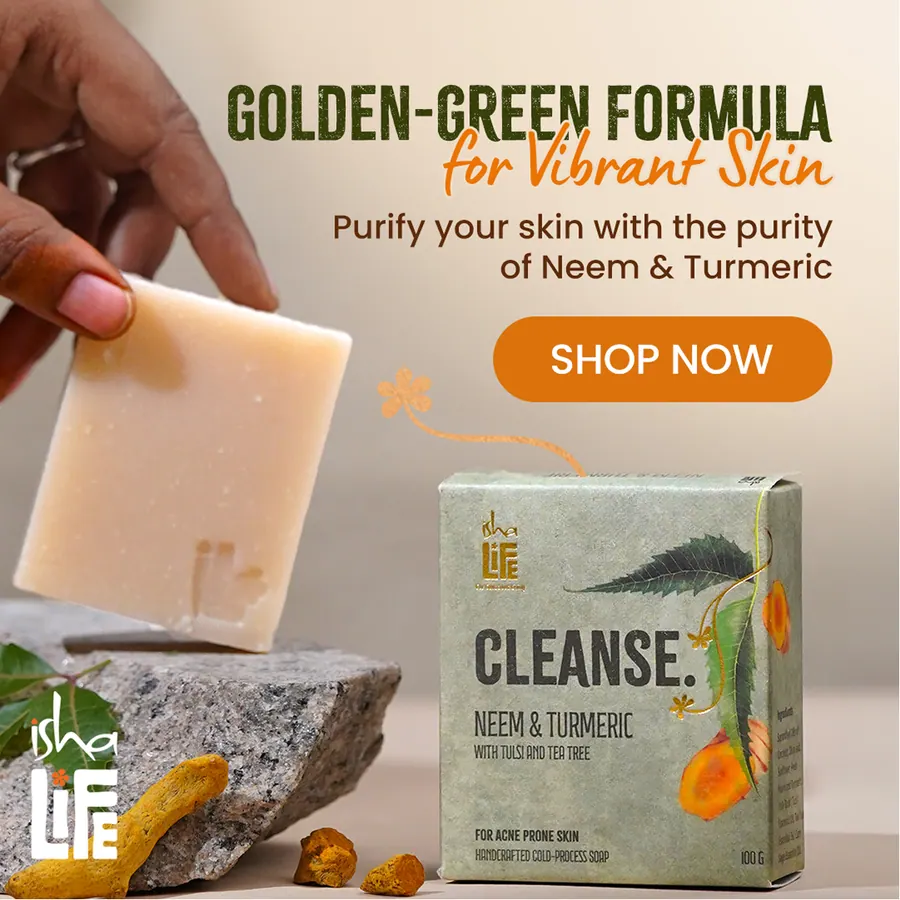 GOLDEN-GREEN FORMULA
for Vibrant Skin
Purify your skin with the purity
of Neem & Turmeric
SHOP NOW
isha
LIFE
CLEANSE.
NEEM & TURMERIC
WITH TULSI AND TEA TREE
FOR ACNE PRONE SKIN
HANDCRAFTED COLD-PROCESS SOAP
100 G
Ingredients
isha
LIFE